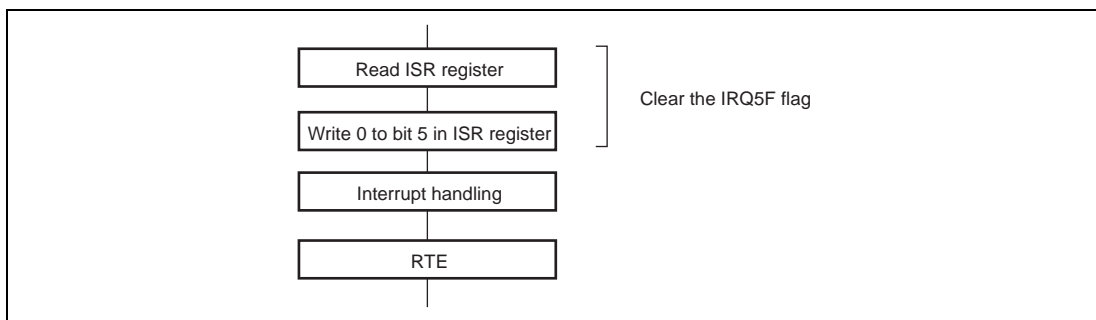 Read ISR register
Clear the IRQ5F flag
Write 0 to bit 5 in ISR register
Interrupt handling
RTE